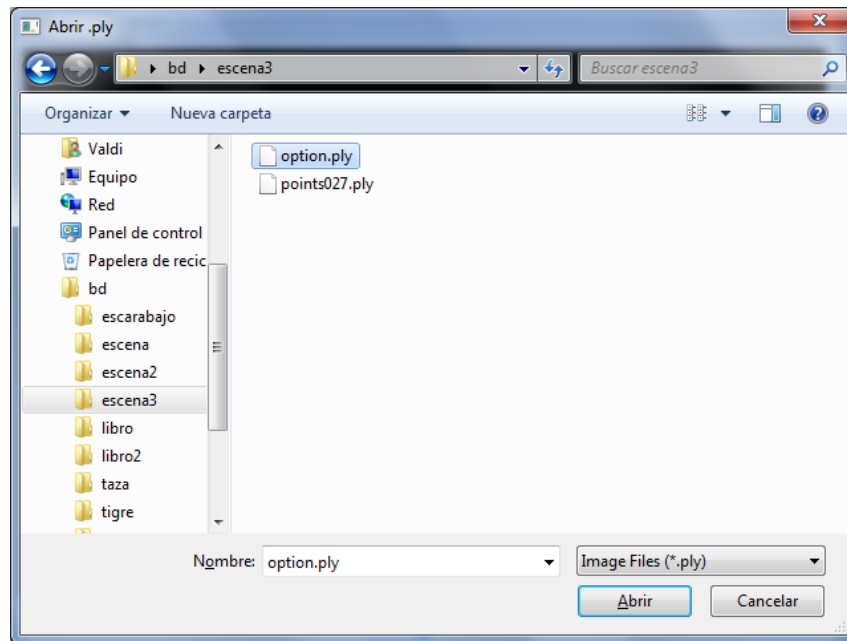 Abrir .ply
bd escena3
Buscar escena3
Organizar
Nueva carpeta
Valdi
Equipo
Red
Panel de control
Papelera de recic
bd
escarabajo
escena
escena2
escena3
libro
libro2
taza
tigre
option.ply
points027.ply
Nombre: option.ply
Image Files (*.ply)
Abrir
Cancelar